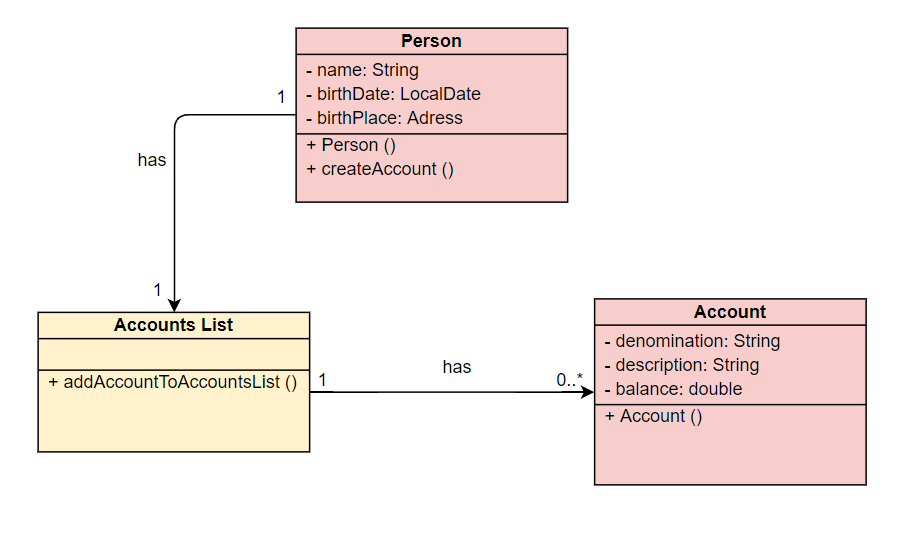 Person
- name: String
- birthDate: LocalDate
- birthPlace: Adress
+ Person ()
+ createAccount ()
1
has
1
Accounts List
+ addAccountToAccountsList ()
1
has
0..*
Account
- denomination: String
- description: String
- balance: double
+ Account ()